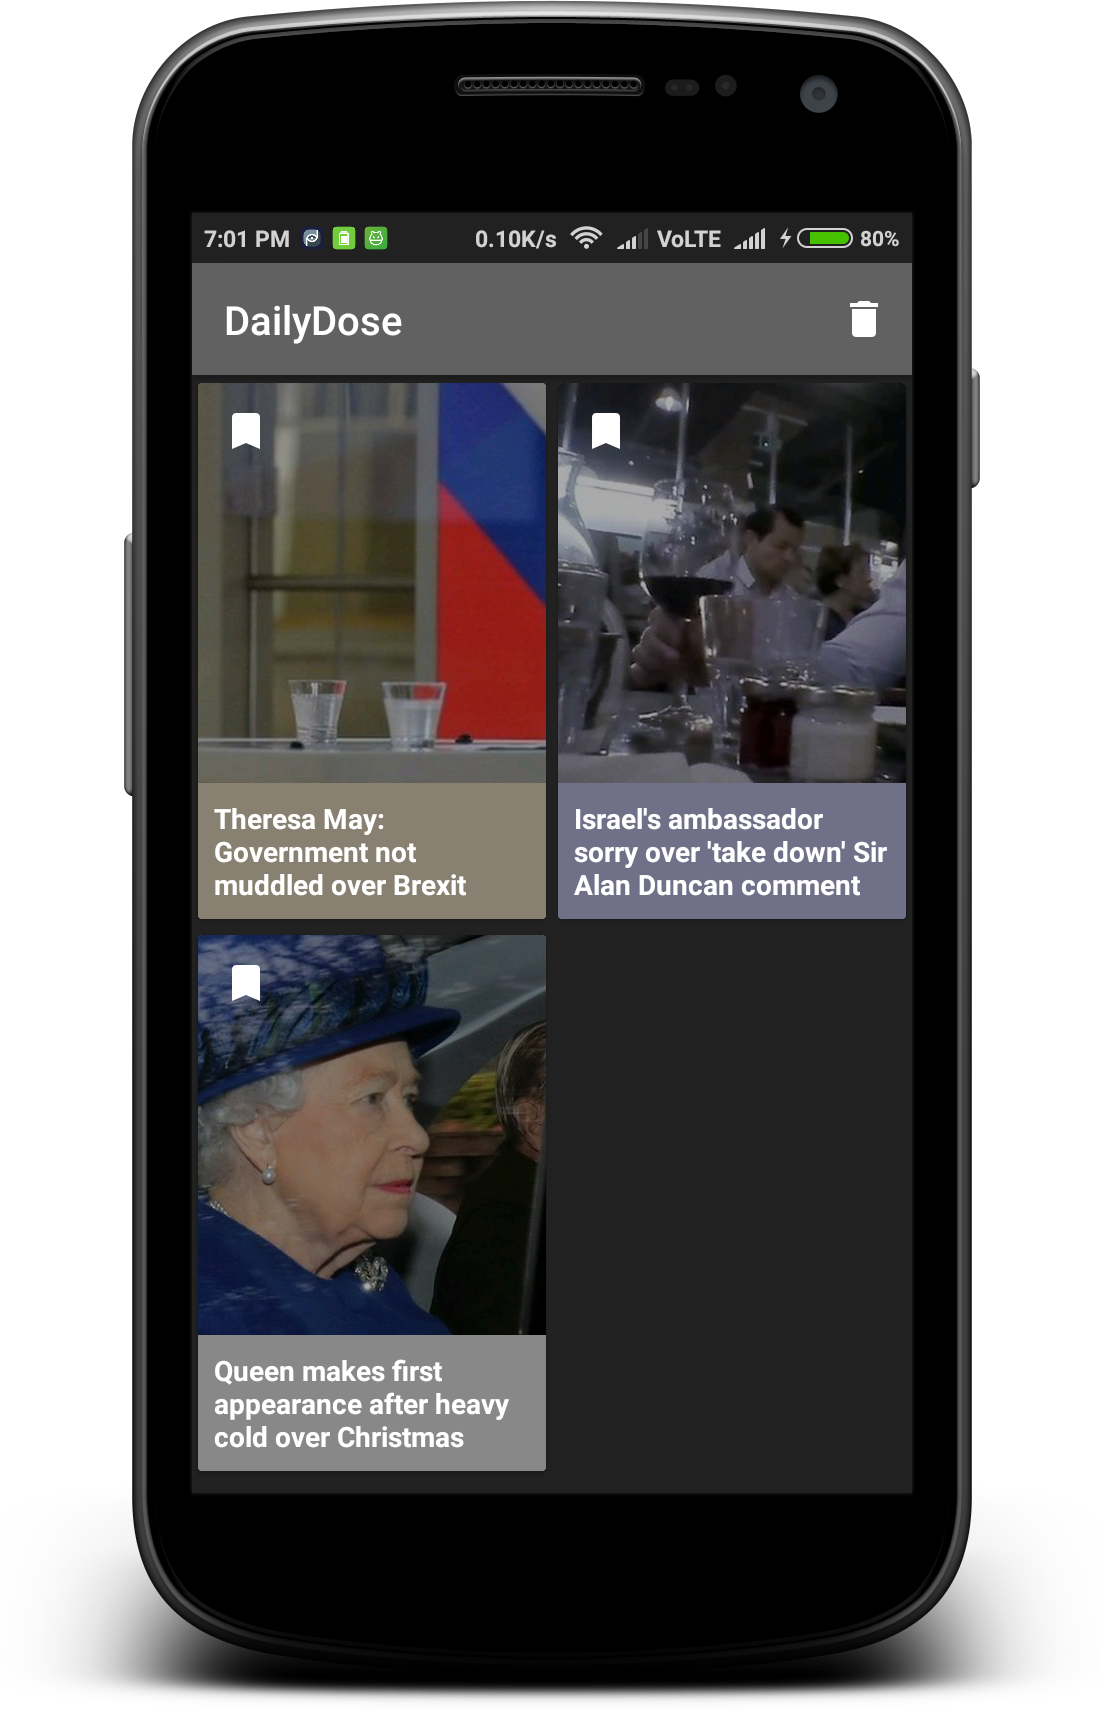 7:01 PM 0.10K/s VoLTE 80%
DailyDose
Theresa May:
Government not
muddled over Brexit
Israel's ambassador
sorry over 'take down' Sir
Alan Duncan comment
Queen makes first
appearance after heavy
cold over Christmas